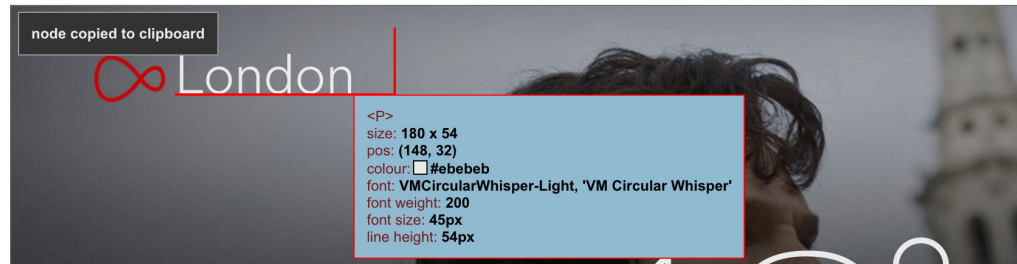 node copied to clipboard
London
<P>
size: 180 x 54
pos: (148, 32)
colour: #ebebeb
font: VMCircularWhisper-Light, 'VM Circular Whisper'
font weight: 200
font size: 45px
line height: 54px